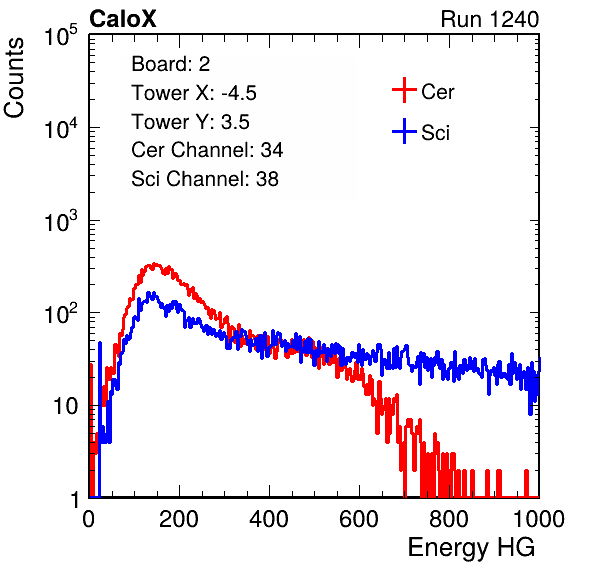 CaloX Run 1240
Counts
Board: 2
Tower X: -4.5
Tower Y: 3.5
Cer Channel: 34
Sci Channel: 38
Cer
Sci
10^5
10^4
10^3
10^2
10
1
0 200 400 600 800 1000
Energy HG